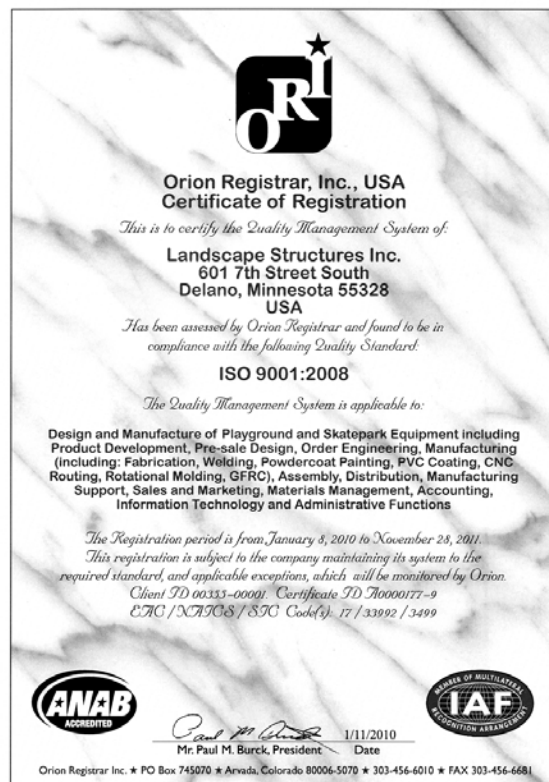 ORI
Orion Registrar, Inc., USA
Certificate of Registration
This is to certify the Quality Management System of:
Landscape Structures Inc.
601 7th Street South
Delano, Minnesota 55328
USA
Has been assessed by Orion Registrar and found to be in
compliance with the following Quality Standard:
ISO 9001:2008
The Quality Management System is applicable to:
Design and Manufacture of Playground and Skatepark Equipment including
Product Development, Pre-sale Design, Order Engineering, Manufacturing
(including: Fabrication, Welding, Powdercoat Painting, PVC Coating, CNC
Routing, Rotational Molding, GFRC), Assembly, Distribution, Manufacturing
Support, Sales and Marketing, Materials Management, Accounting,
Information Technology and Administrative Functions
The Registration period is from January 8, 2010 to November 28, 2011.
This registration is subject to the company maintaining its system to the
required standard, and applicable exceptions, which will be monitored by Orion.
Client ID 00355-00001. Certificate ID A0000177-9
EAC / NAICS / SIC Code(s): 17 / 33992 / 3499
ANAB
ACCREDITED
MEMBER OF MULTILATERAL
IAF
RECOGNITION ARRANGEMENT
1/11/2010
Mr. Paul M. Burck, President Date
Orion Registrar Inc. ★ PO Box 745070 ★ Arvada, Colorado 80006-5070 ★ 303-456-6010 ★ FAX 303-456-6681